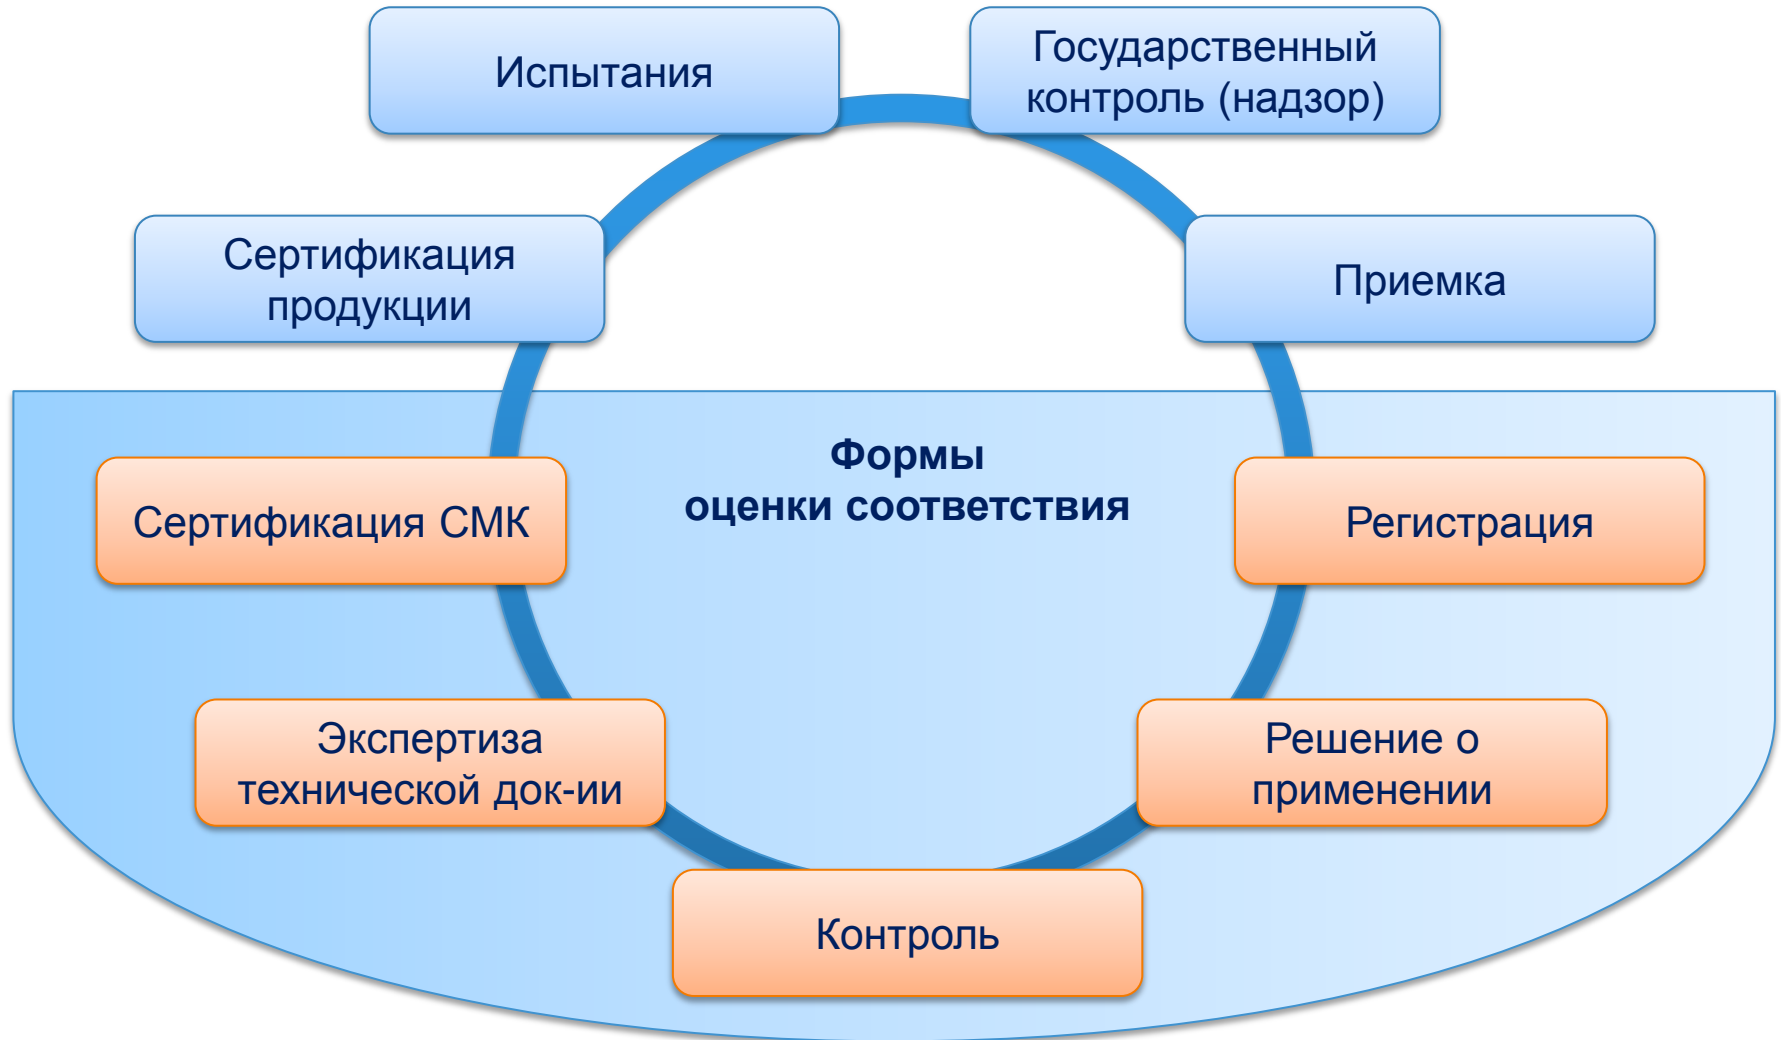 Испытания
Государственный
контроль (надзор)
Сертификация
продукции
Приемка
Формы
оценки соответствия
Сертификация СМК
Регистрация
Экспертиза
технической док-ии
Решение о
применении
Контроль